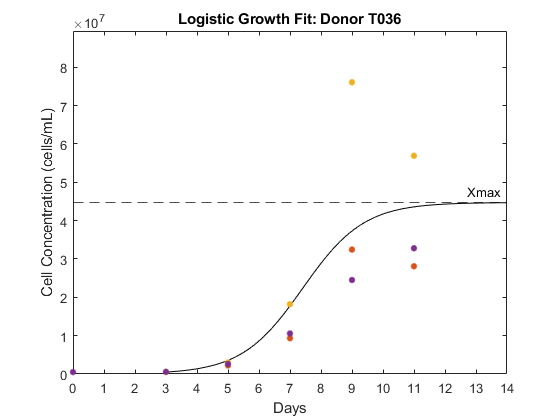 Logistic Growth Fit: Donor T036
×10^7
8
7
6
5
4
3
2
1
0
Xmax
0 1 2 3 4 5 6 7 8 9 10 11 12 13 14
Days
Cell Concentration (cells/mL)